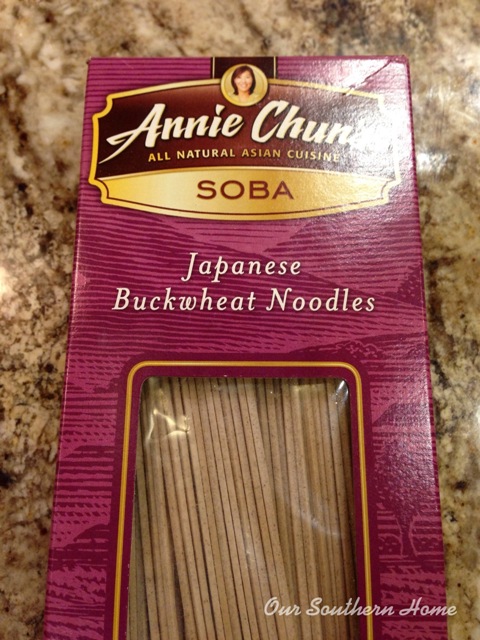 Annie Chun
ALL NATURAL ASIAN CUISINE
SOBA
Japanese
Buckwheat Noodles
Our Southern Home